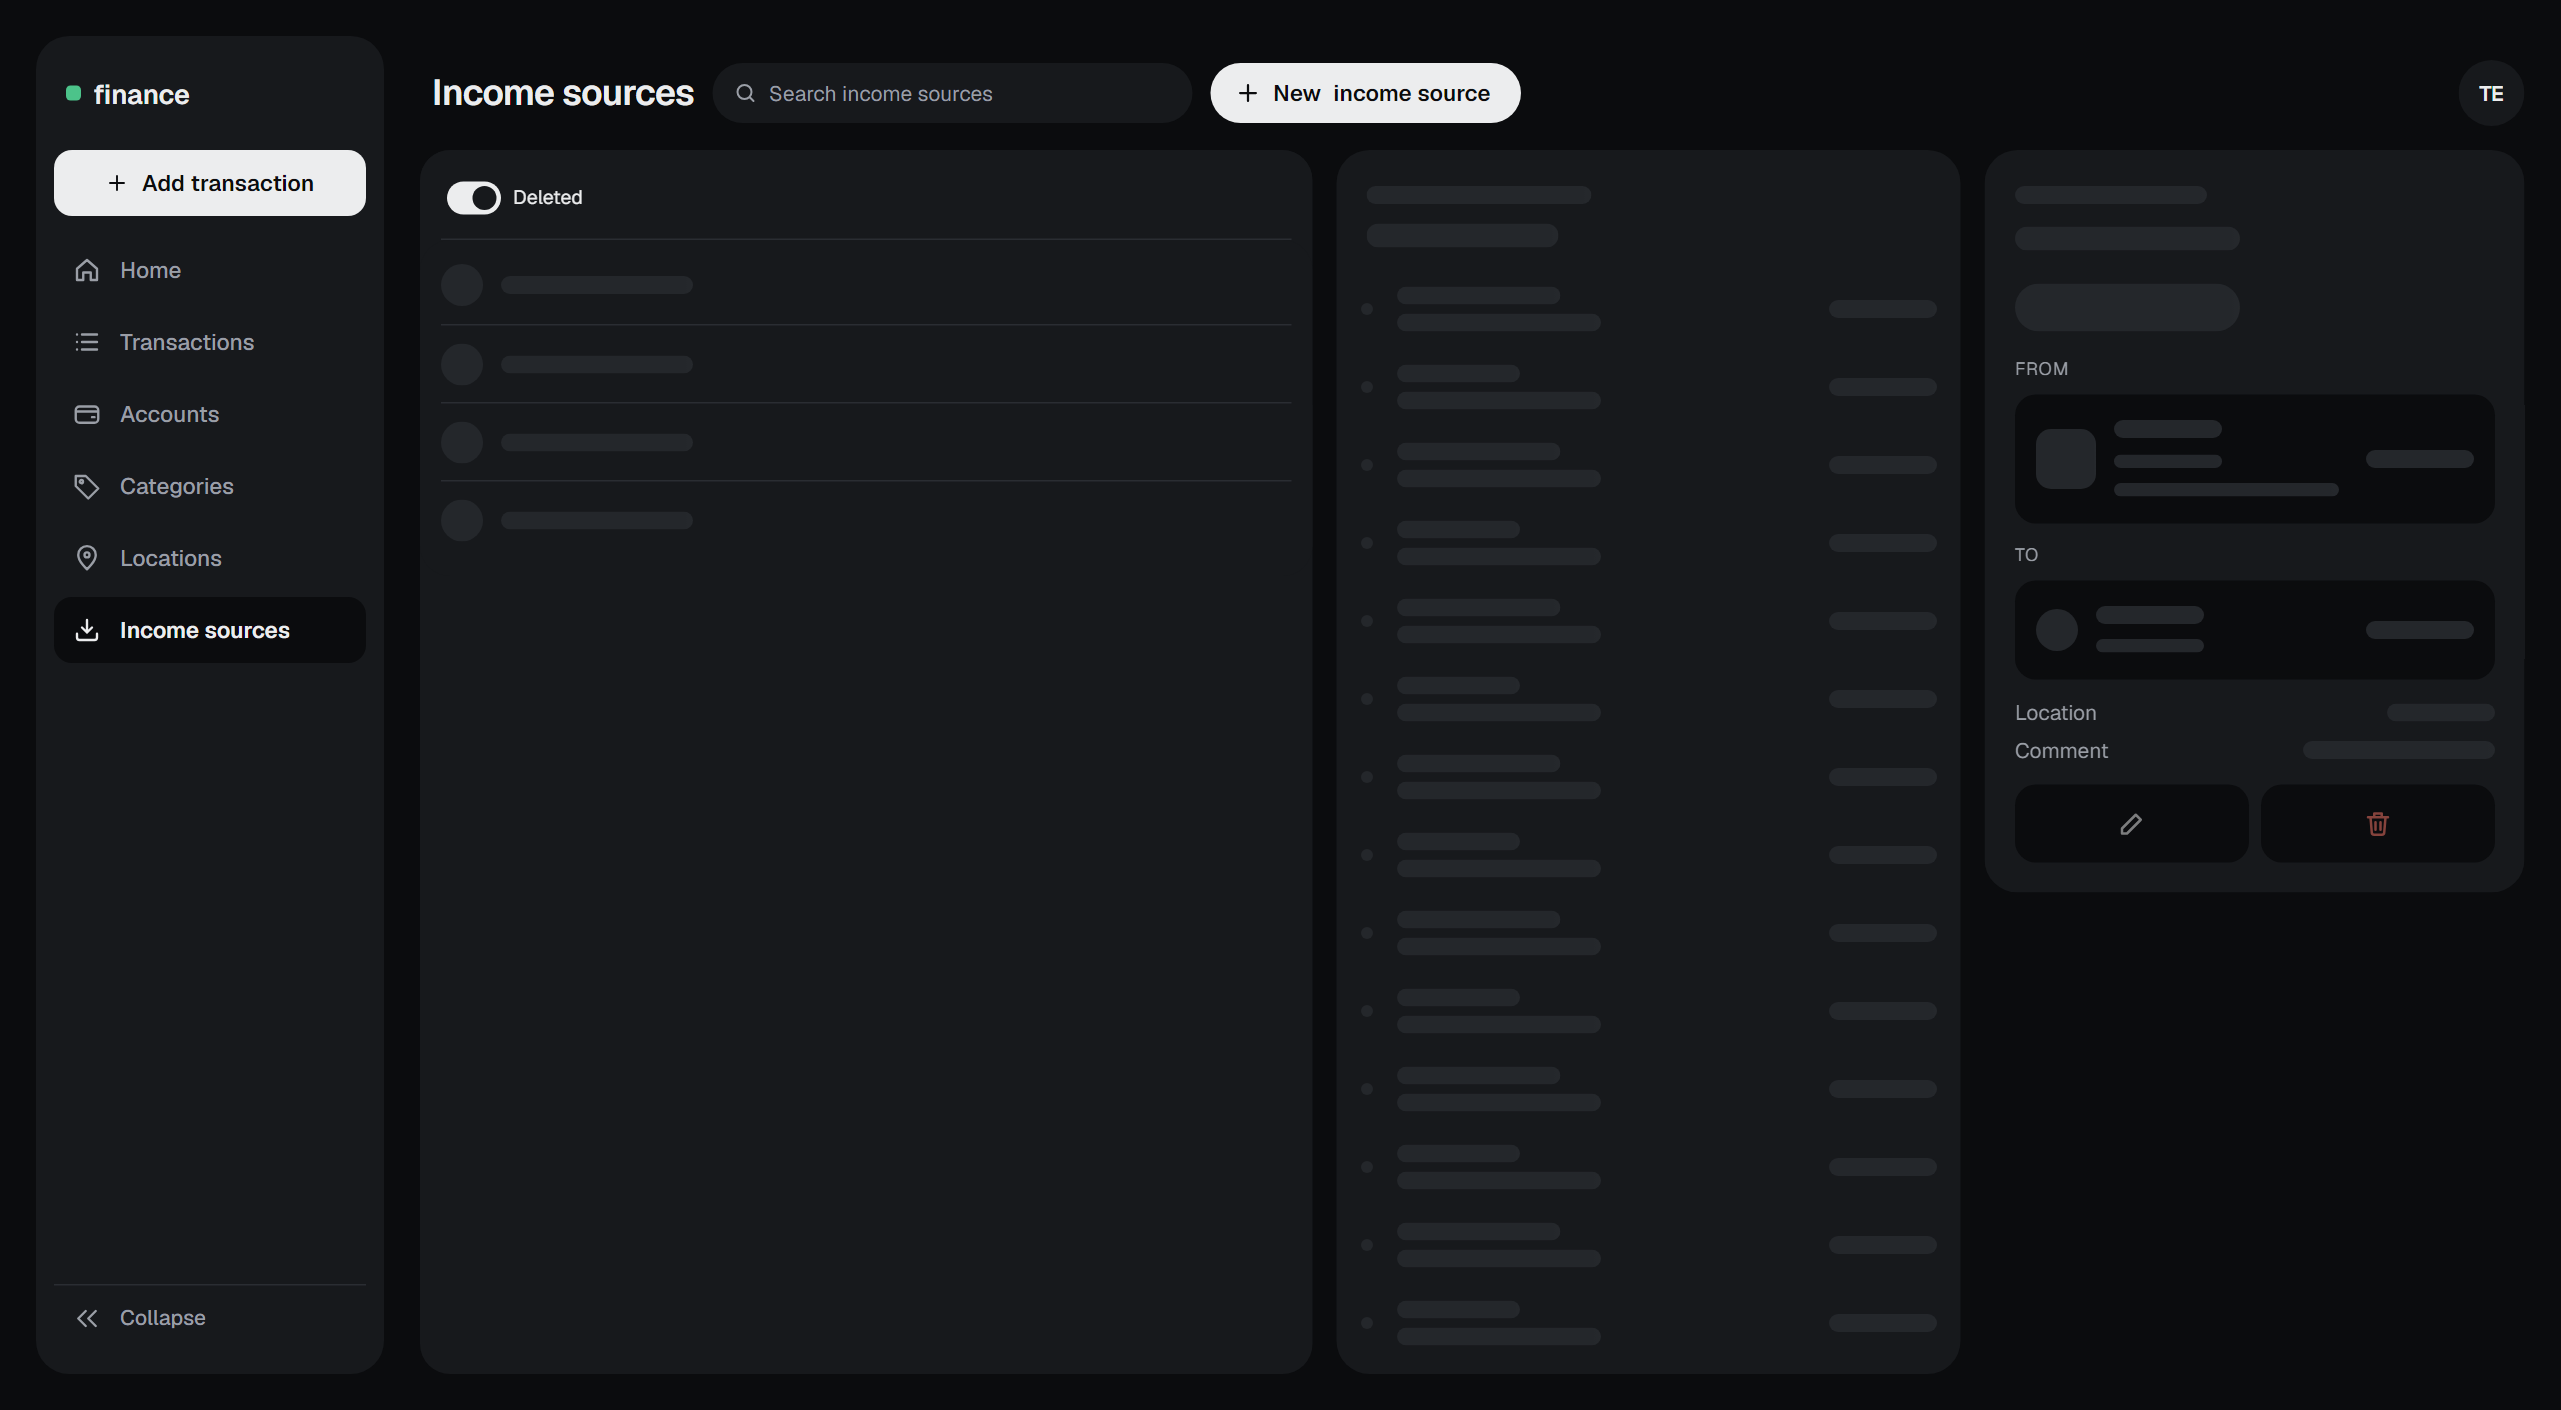 finance
Add transaction
Home
Transactions
Accounts
Categories
Locations
Income sources
Collapse
Income sources
Search income sources
New income source
TE
Deleted
FROM
TO
Location
Comment